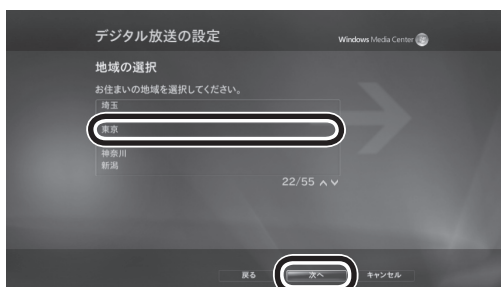 デジタル放送の設定
Windows Media Center
地域の選択
お住まいの地域を選択してください。
埼玉
東京
神奈川
新潟
22/55
戻る
次へ
キャンセル